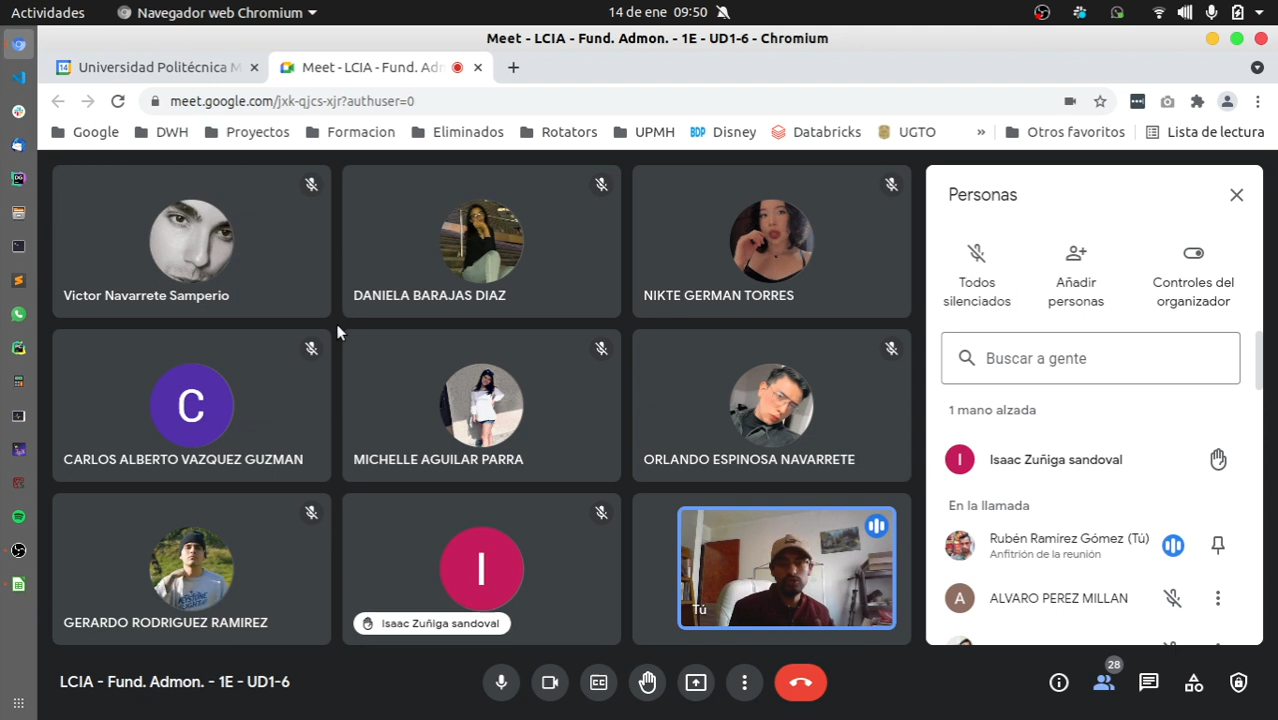 Actividades
Navegador web Chromium
14 de ene 09:50
Meet - LCIA - Fund. Admon. - 1E - UD1-6 - Chromium
14
Universidad Politécnica M
Meet - LCIA - Fund. Adm
meet.google.com/jxk-qjcs-xjr?authuser=0
Google
DWH
Proyectos
Formacion
Eliminados
Rotators
UPMH
BDP Disney
Databricks
UGTO
»
Otros favoritos
Lista de lectura
Victor Navarrete Samperio
DANIELA BARAJAS DIAZ
NIKTE GERMAN TORRES
C
CARLOS ALBERTO VAZQUEZ GUZMAN
MICHELLE AGUILAR PARRA
ORLANDO ESPINOSA NAVARRETE
GERARDO RODRIGUEZ RAMIREZ
I
Isaac Zuñiga sandoval
Tú
Personas
Todos
silenciados
Añadir
personas
Controles del
organizador
Buscar a gente
1 mano alzada
I
Isaac Zuñiga sandoval
En la llamada
Rubén Ramírez Gómez (Tú)
Anfitrión de la reunión
A
ALVARO PEREZ MILLAN
LCIA - Fund. Admon. - 1E - UD1-6
28